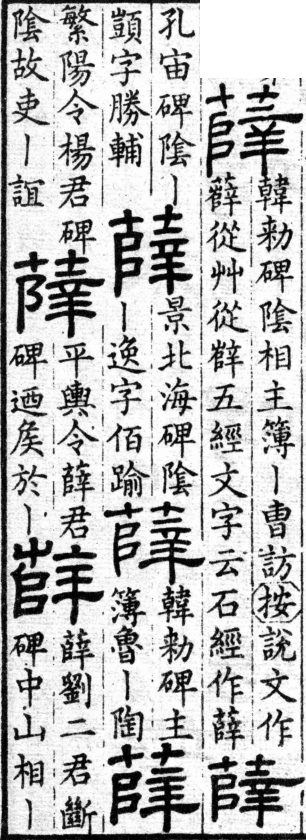 薛
韓勑碑陰相主簿丨曹訪按說文作
薛從艸從辥五經文字云石經作薛
薛
孔宙碑陰丨
顗字勝輔
薛
景北海碑陰
丨逸字佰踰
薛
韓勑碑主
簿魯丨陶
薛
繁陽令楊君碑
陰故吏丨誼
薛
平輿令薛君
碑迺矦於丨
薛
薛劉二君斷
碑中山相丨